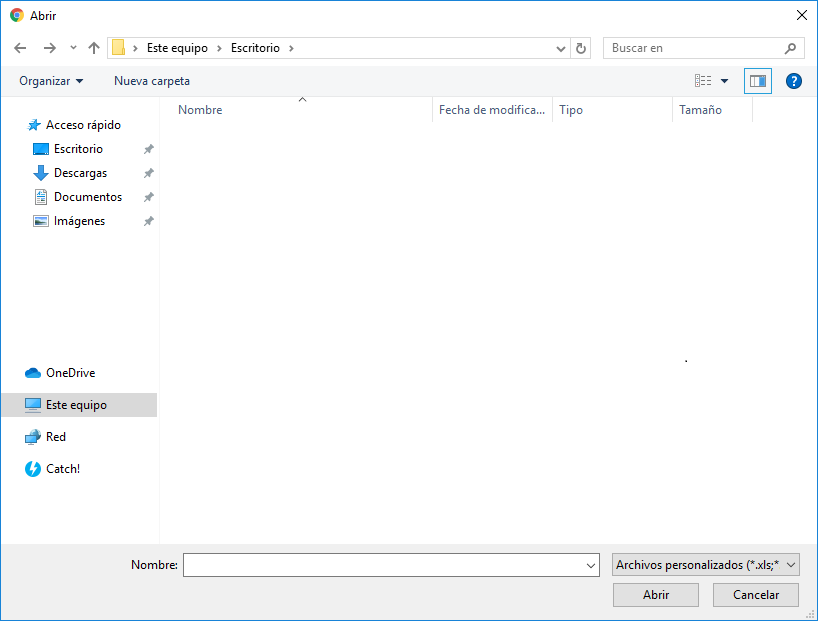 Abrir
Este equipo Escritorio
Buscar en
Organizar Nueva carpeta
Nombre Fecha de modifica... Tipo Tamaño
Acceso rápido
Escritorio
Descargas
Documentos
Imágenes
OneDrive
Este equipo
Red
Catch!
Nombre: Archivos personalizados (*.xls;*
Abrir Cancelar